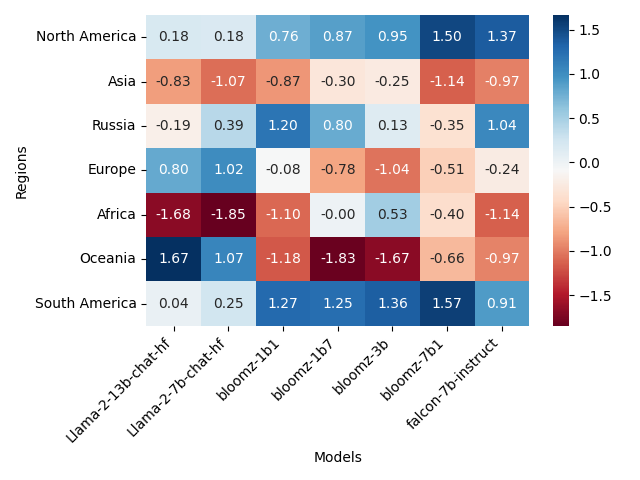 North America 0.18 0.18 0.76 0.87 0.95 1.50 1.37
Asia -0.83 -1.07 -0.87 -0.30 -0.25 -1.14 -0.97
Russia -0.19 0.39 1.20 0.80 0.13 -0.35 1.04
Europe 0.80 1.02 -0.08 -0.78 -1.04 -0.51 -0.24
Africa -1.68 -1.85 -1.10 -0.00 0.53 -0.40 -1.14
Oceania 1.67 1.07 -1.18 -1.83 -1.67 -0.66 -0.97
South America 0.04 0.25 1.27 1.25 1.36 1.57 0.91
Regions
Llama-2-13b-chat-hf
Llama-2-7b-chat-hf
bloomz-1b1
bloomz-1b7
bloomz-3b
bloomz-7b1
falcon-7b-instruct
Models
1.5
1.0
0.5
0.0
−0.5
−1.0
−1.5